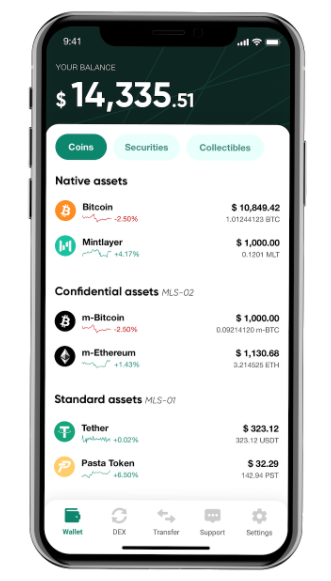 9:41
YOUR BALANCE
$ 14,335.51
Coins Securities Collectibles
Native assets
Bitcoin $ 10,849.42
-2.50% 1.01244123 BTC
Mintlayer $ 1,000.00
+4.17% 0.1201 MLT
Confidential assets MLS-02
m-Bitcoin $ 1,000.00
-2.50% 0.09214120 m-BTC
m-Ethereum $ 1,130.68
+1.43% 3.214525 ETH
Standard assets MLS-01
Tether $ 323.12
+0.02% 323.12 USDT
Pasta Token $ 32.29
+6.50% 142.94 PST
Wallet DEX Transfer Support Settings